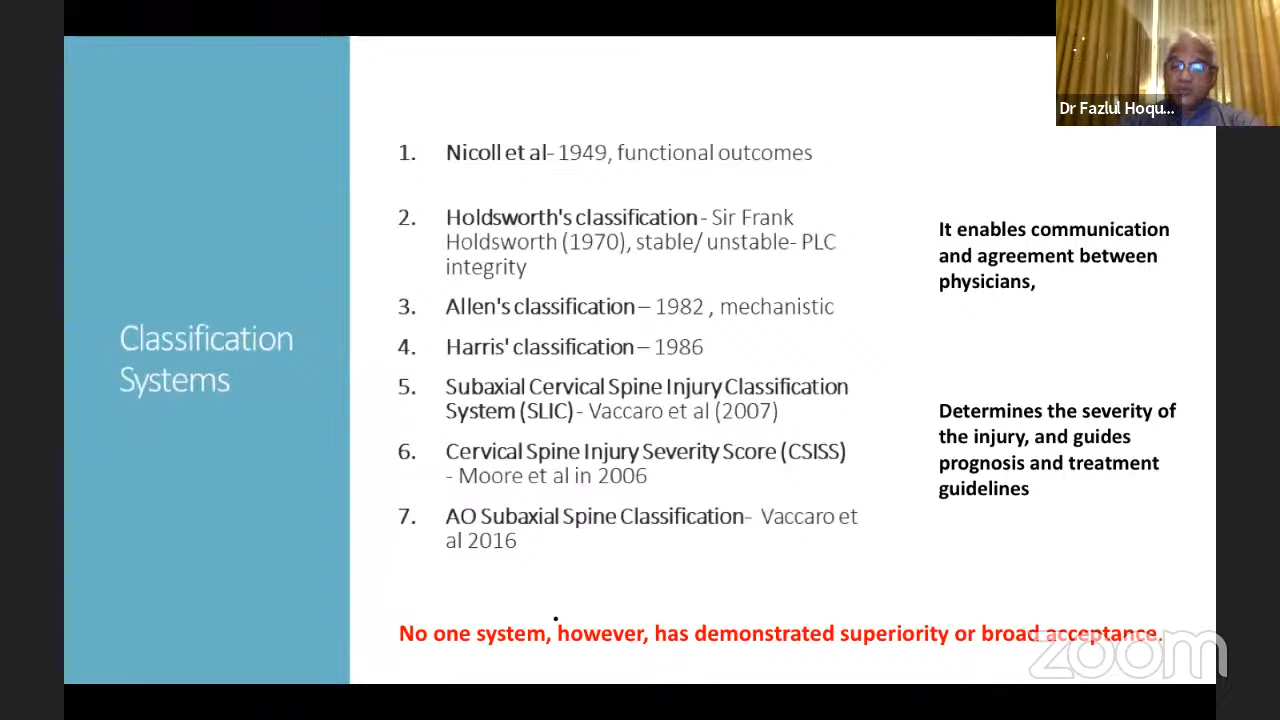 Dr Fazlul Hoqu...
Classification
Systems
1. Nicoll et al- 1949, functional outcomes
2. Holdsworth's classification - Sir Frank
Holdsworth (1970), stable/ unstable- PLC
integrity
3. Allen's classification – 1982 , mechanistic
4. Harris' classification – 1986
5. Subaxial Cervical Spine Injury Classification
System (SLIC) - Vaccaro et al (2007)
6. Cervical Spine Injury Severity Score (CSISS)
- Moore et al in 2006
7. AO Subaxial Spine Classification- Vaccaro et
al 2016
It enables communication
and agreement between
physicians,
Determines the severity of
the injury, and guides
prognosis and treatment
guidelines
No one system, however, has demonstrated superiority or broad acceptance.
zoom